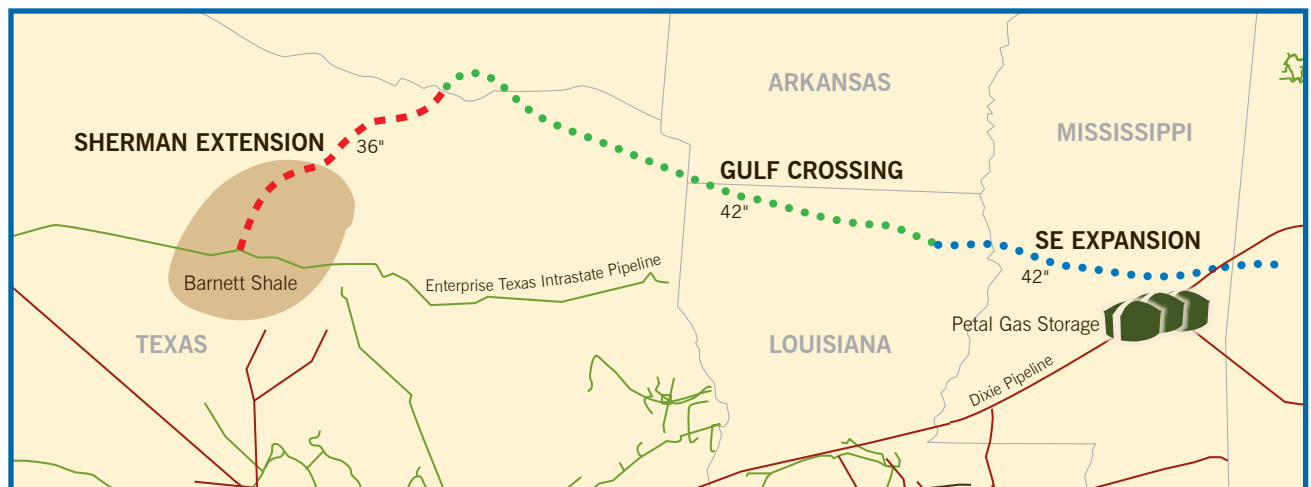 ARKANSAS
MISSISSIPPI
SHERMAN EXTENSION
36"
GULF CROSSING
42"
SE EXPANSION
42"
Barnett Shale
Enterprise Texas Intrastate Pipeline
Petal Gas Storage
TEXAS
LOUISIANA
Dixie Pipeline